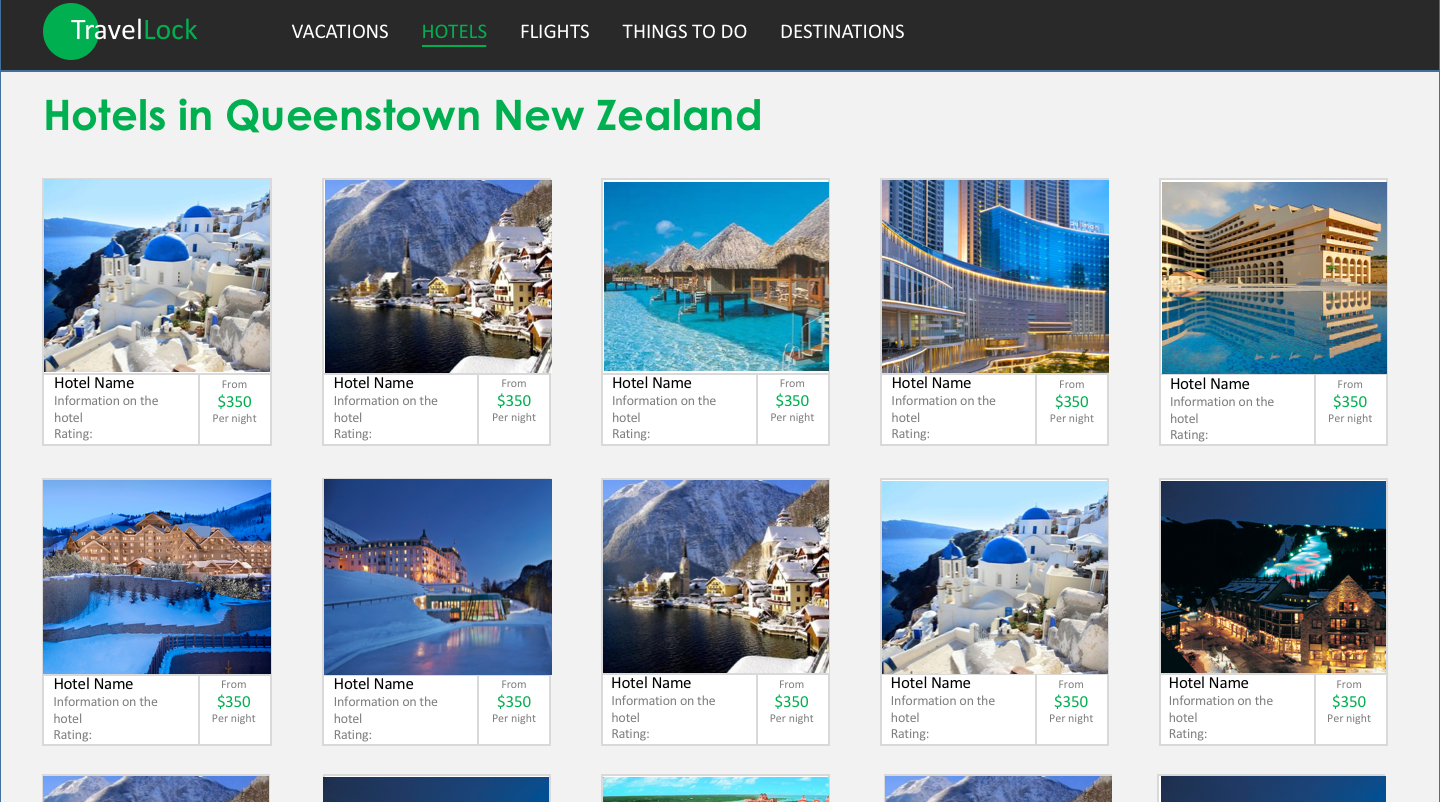 TravelLock
VACATIONS HOTELS FLIGHTS THINGS TO DO DESTINATIONS
Hotels in Queenstown New Zealand
Hotel Name
Information on the
hotel
Rating:
From
$350
Per night
Hotel Name
Information on the
hotel
Rating:
From
$350
Per night
Hotel Name
Information on the
hotel
Rating:
From
$350
Per night
Hotel Name
Information on the
hotel
Rating:
From
$350
Per night
Hotel Name
Information on the
hotel
Rating:
From
$350
Per night
Hotel Name
Information on the
hotel
Rating:
From
$350
Per night
Hotel Name
Information on the
hotel
Rating:
From
$350
Per night
Hotel Name
Information on the
hotel
Rating:
From
$350
Per night
Hotel Name
Information on the
hotel
Rating:
From
$350
Per night
Hotel Name
Information on the
hotel
Rating:
From
$350
Per night